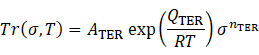 Tr(σ,T) = A_TER exp(Q_TER/RT) σ^n_TER